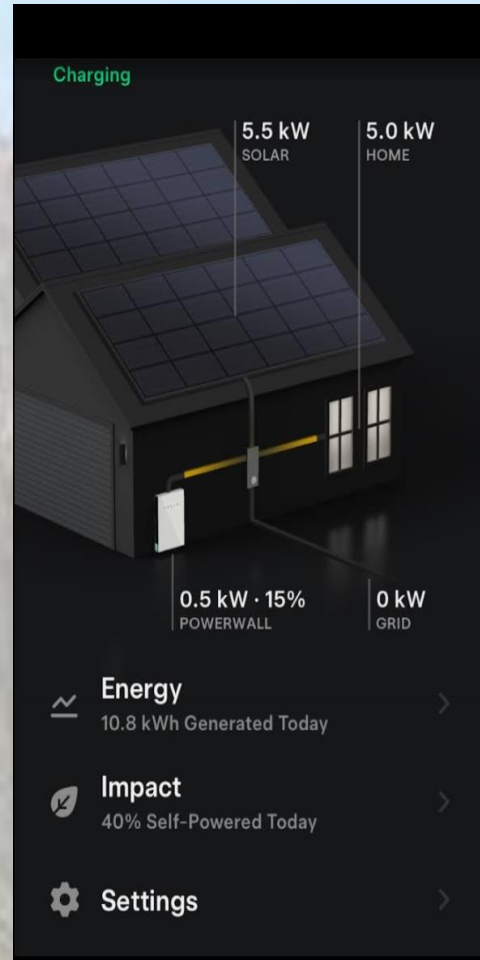 Charging
5.5 kW
SOLAR
5.0 kW
HOME
0.5 kW · 15%
POWERWALL
0 kW
GRID
Energy
10.8 kWh Generated Today
Impact
40% Self-Powered Today
Settings